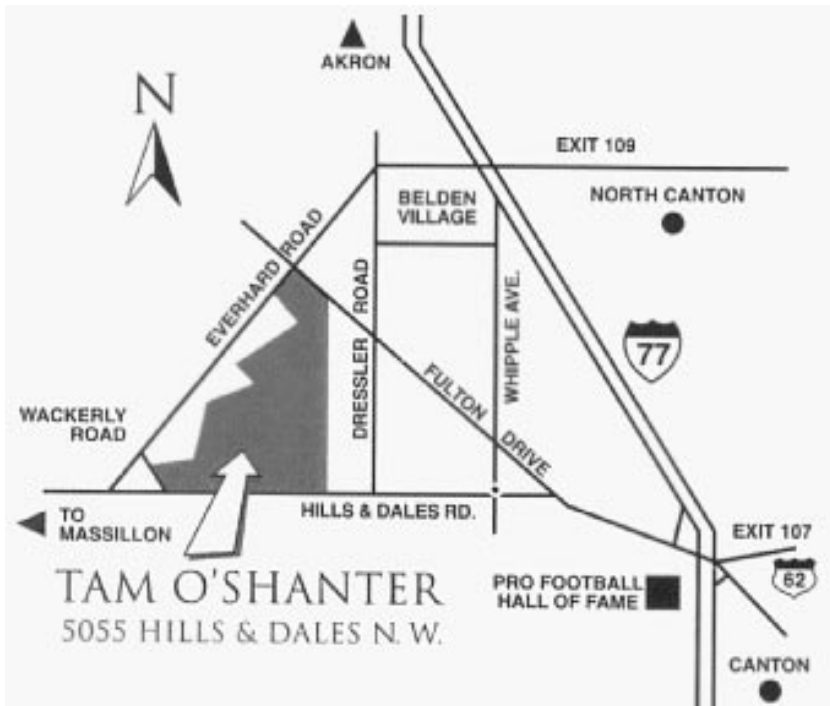 AKRON
N
EXIT 109
BELDEN
VILLAGE
NORTH CANTON
EVERHARD ROAD
DRESSLER ROAD
WHIPPLE AVE.
77
FULTON DRIVE
WACKERLY
ROAD
HILLS & DALES RD.
TO
MASSILLON
EXIT 107
62
TAM O'SHANTER
5055 HILLS & DALES N. W.
PRO FOOTBALL
HALL OF FAME
CANTON